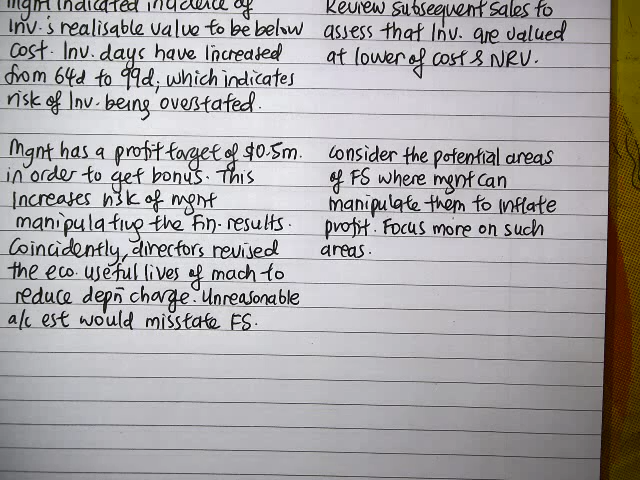 mgnt indicated incidence of
Inv.'s realisable value to be below
cost. Inv. days have increased
from 64d to 99d, which indicates
risk of Inv. being overstated.
Review subsequent sales to
assess that Inv. are valued
at lower of cost & NRV.
Mgnt has a profit target of $0.5m.
in order to get bonus. This
increases risk of mgnt
manipulating the Fin. results.
Coincidently, directors revised
the eco. useful lives of mach to
reduce depn charge. Unreasonable
a/c est would misstate FS.
Consider the potential areas
of FS where mgnt can
manipulate them to inflate
profit. Focus more on such
areas.